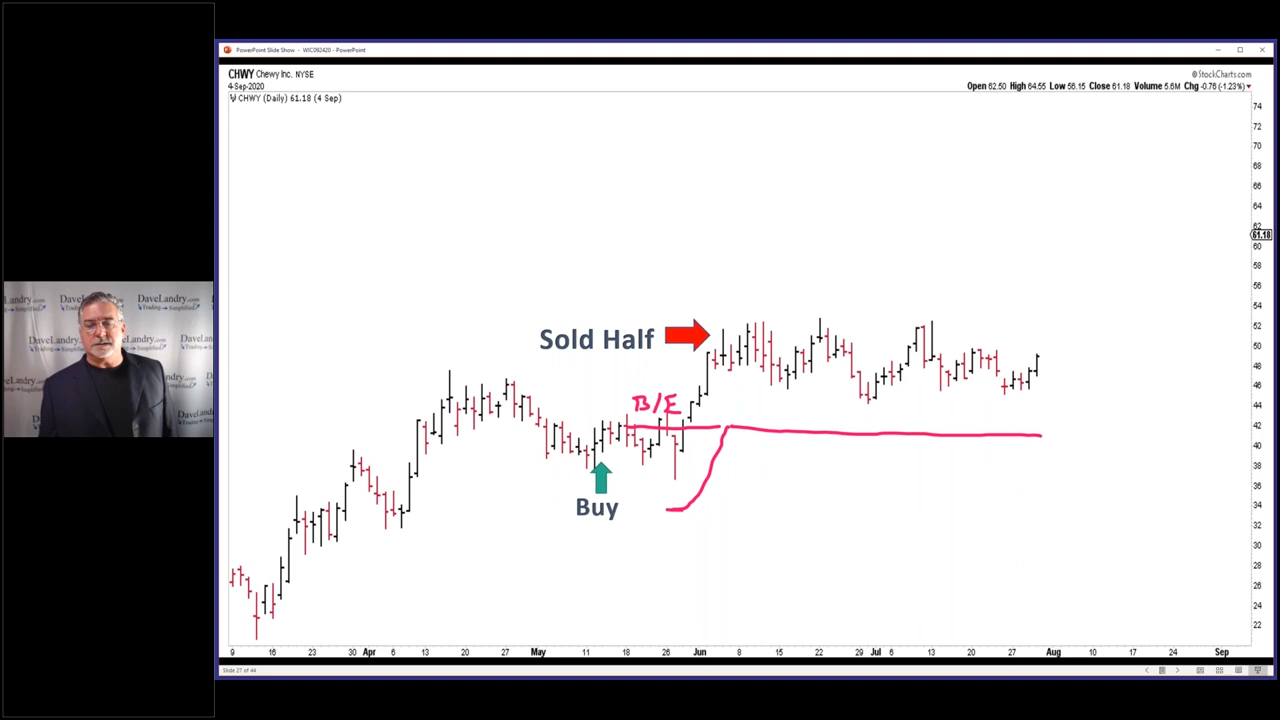 PowerPoint Slide Show - WIC092420 - PowerPoint
CHWY Chewy Inc. NYSE
© StockCharts.com
4-Sep-2020
Open 62.50 High 64.55 Low 56.15 Close 61.18 Volume 5.6M Chg -0.76 (-1.23%)
CHWY (Daily) 61.18 (4 Sep)
74
72
70
68
66
64
62
61.18
60
58
56
54
52
50
48
46
44
42
40
38
36
34
32
30
28
26
24
22
Sold Half
B/E
Buy
DaveLandry.com
Trading Simplified
9 16 23 30 Apr 6 13 20 27 May 11 18 26 Jun 8 15 22 29 Jul 6 13 20 27 Aug 10 17 24 Sep
Slide 27 of 44